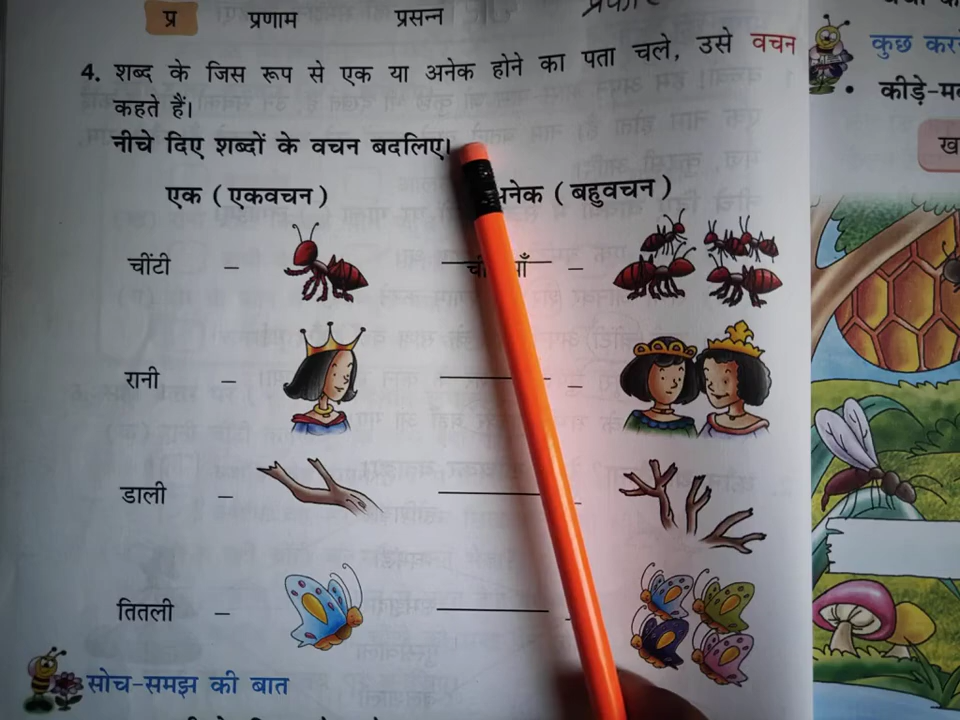 प्र प्रणाम प्रसन्न
4. शब्द के जिस रूप से एक या अनेक होने का पता चले, उसे वचन
कहते हैं।
नीचे दिए शब्दों के वचन बदलिए।
एक (एकवचन) अनेक (बहुवचन)
चींटी –  –
रानी – –
डाली –
तितली –
सोच-समझ की बात
कुछ